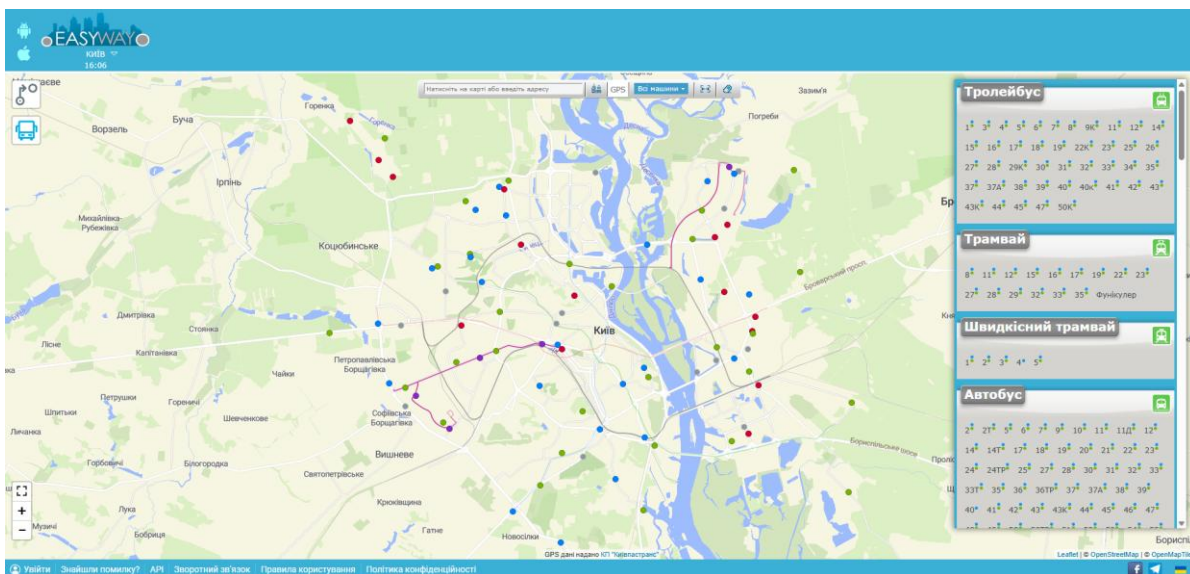 EASYWAY
КИЇВ
16:06
Натисніть на карті або введіть адресу
GPS
Всі машини
Зазим'я
Горенка
Погреби
Буча
Ворзель
Ірпінь
Михайлівка-
Рубежівка
Коцюбинське
Броварський просп
Дмитрівка
Стоянка
Київ
Лісне
Капітанівка
Петропавлівська
Борщагівка
Чайки
Петрушки
Гореничі
Шпитьки
Шевченкове
Софіївська
Борщагівка
Личанка
Вишневе
Бориспільське шосе
Горбовичі
Білогородка
Святопетрівське
Крюківщина
Лука
Музичі
Бобриця
Гатне
Новосілки
GPS дані надано КП "Київпастранс"
Тролейбус
1 3 4 5 6 7 8 9К 11 12 14
15 16 17 18 19 22К 23 25 26
27 28 29К 30 31 32 33 34 35
37 37А 38 39 40 40К 41 42 43
43К 44 45 47 50К
Трамвай
8 11 12 15 16 17 19 22 23
27 28 29 32 33 35 Фунікулер
Швидкісний трамвай
1 2 3 4 5
Автобус
2 2Т 5 6 7 9 10 11 11Д 12
14 14Т 17 18 19 20 21 22 23
24 24ТР 25 27 28 30 31 32 33
33Т 35 36 36ТР 37 37А 38 39
40 41 42 43 43К 44 45 46 47
Leaflet | © OpenStreetMap | © OpenMapTile
Увійти Знайшли помилку? API Зворотний зв'язок Правила користування Політика конфіденційності